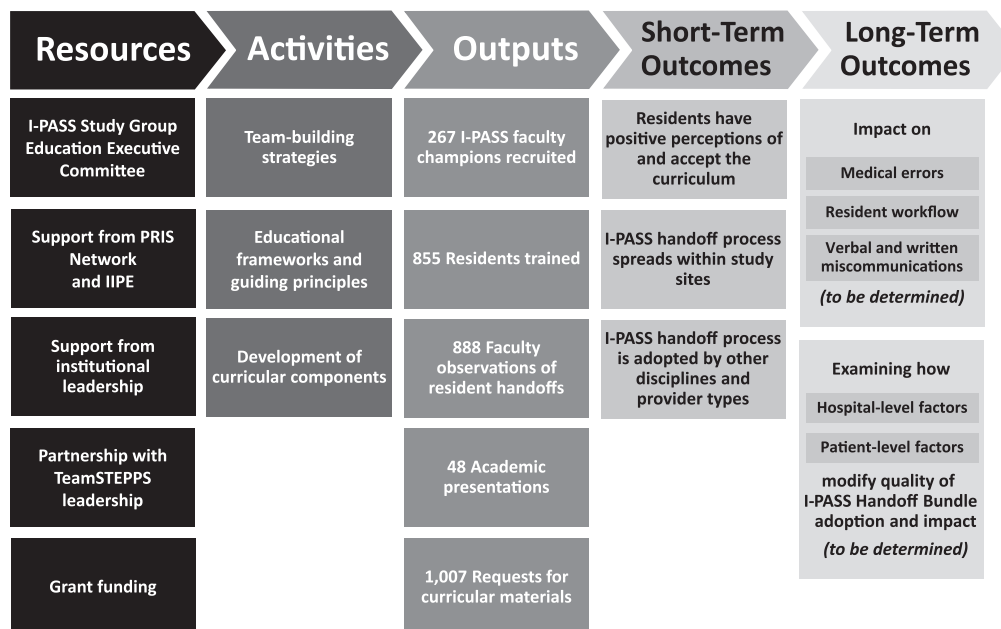 Resources
Activities
Outputs
Short-Term
Outcomes
Long-Term
Outcomes
I-PASS Study Group
Education Executive
Committee
Support from PRIS
Network
and IIPE
Support from
institutional
leadership
Partnership with
TeamSTEPPS
leadership
Grant funding
Team-building
strategies
Educational
frameworks and
guiding principles
Development of
curricular components
267 I-PASS faculty
champions recruited
855 Residents trained
888 Faculty
observations of
resident handoffs
48 Academic
presentations
1,007 Requests for
curricular materials
Residents have
positive perceptions of
and accept the
curriculum
I-PASS handoff process
spreads within study
sites
I-PASS handoff process
is adopted by other
disciplines and
provider types
Impact on
Medical errors
Resident workflow
Verbal and written
miscommunications
(to be determined)
Examining how
Hospital-level factors
Patient-level factors
modify quality of
I-PASS Handoff Bundle
adoption and impact
(to be determined)